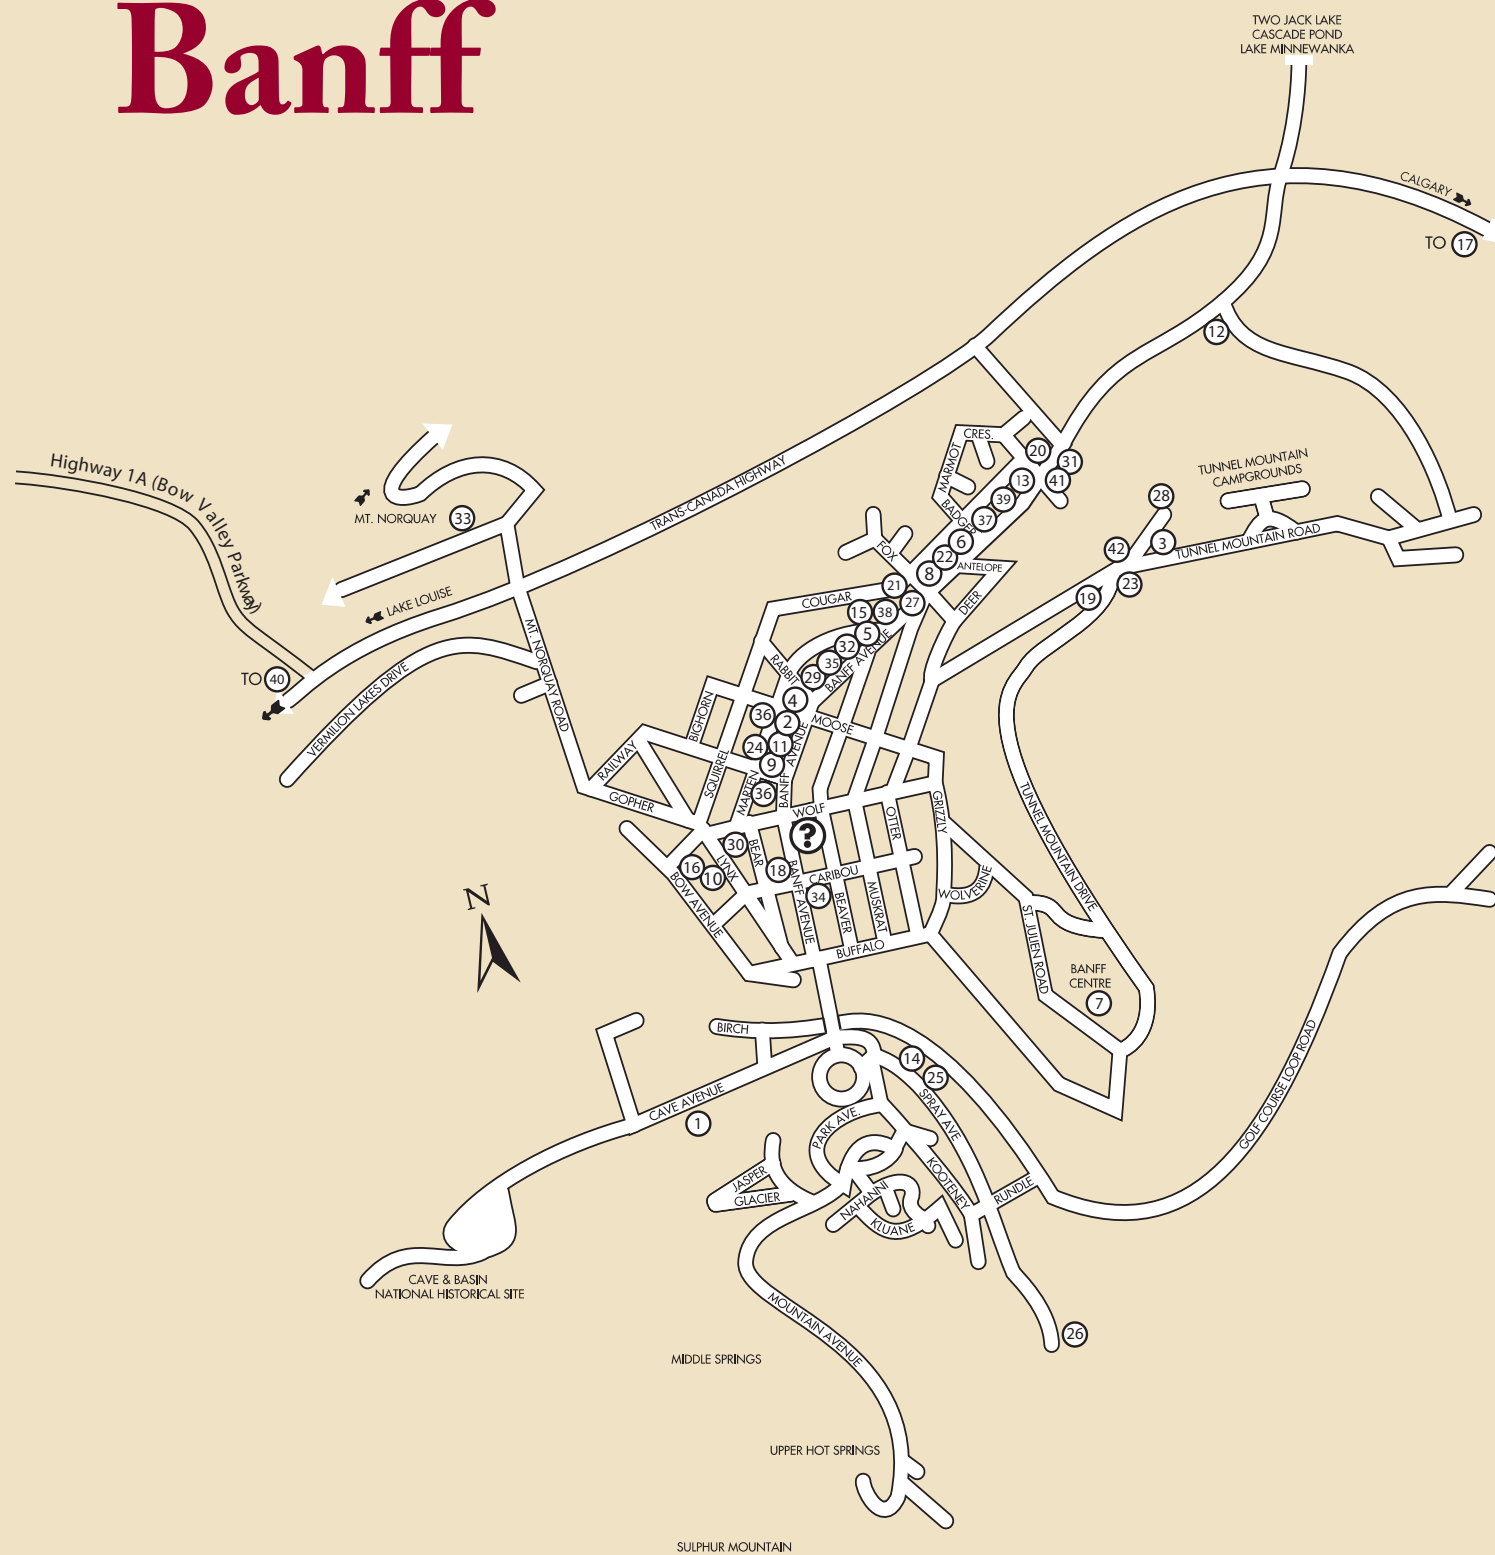 Banff
TWO JACK LAKE
CASCADE POND
LAKE MINNEWANKA
CALGARY
TO 17
12
Highway 1A (Bow Valley Parkway)
MT. NORQUAY
33
TRANS-CANADA HIGHWAY
LAKE LOUISE
TO 40
VERMILION LAKES DRIVE
MT. NORQUAY ROAD
CRES.
MARMOT
BADGER
20
31
41
13
39
37
6
22
8
FOX
ANTELOPE
DEER
21
27
COUGAR
15
38
5
32
35
29
BANFF AVENUE
RABBIT
4
36
2
MOOSE
24
11
9
36
BIGHORN
SQUIRREL
MARTEN
BANFF AVENUE
RAILWAY
GOPHER
WOLF
?
30
16
10
LYNX
BEAR
18
34
BOW AVENUE
BANFF AVENUE
CARIBOU
BEAVER
MUSKRAT
OTTER
GRIZZLY
BUFFALO
WOLVERINE
ST. JULIEN ROAD
BANFF
CENTRE
7
TUNNEL MOUNTAIN DRIVE
TUNNEL MOUNTAIN
CAMPGROUNDS
TUNNEL MOUNTAIN ROAD
28
3
42
23
19
N
BIRCH
CAVE AVENUE
1
14
25
SPRAY AVE
PARK AVE.
KOOTENEY
RUNDLE
JASPER
GLACIER
NAHANNI
KLUANE
GOLF COURSE LOOP ROAD
CAVE & BASIN
NATIONAL HISTORICAL SITE
MOUNTAIN AVENUE
26
MIDDLE SPRINGS
UPPER HOT SPRINGS
SULPHUR MOUNTAIN